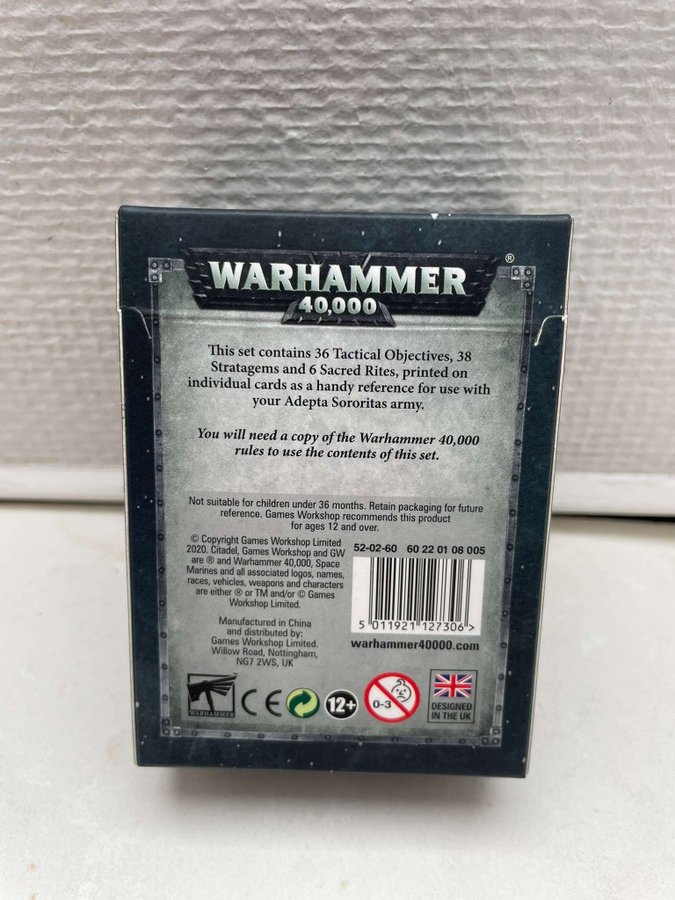 WARHAMMER ®
40,000
This set contains 36 Tactical Objectives, 38
Stratagems and 6 Sacred Rites, printed on
individual cards as a handy reference for use with
your Adepta Sororitas army.
You will need a copy of the Warhammer 40,000
rules to use the contents of this set.
Not suitable for children under 36 months. Retain packaging for future
reference. Games Workshop recommends this product
for ages 12 and over.
© Copyright Games Workshop Limited
2020. Citadel, Games Workshop and GW
are ® and Warhammer 40,000, Space
Marines and all associated logos, names,
races, vehicles, weapons and characters
are either ® or TM and/or © Games
Workshop Limited.
Manufactured in China
and distributed by:
Games Workshop Limited.
Willow Road, Nottingham,
NG7 2WS, UK
52-02-60 60 22 01 08 005
5 011921 127306 >
warhammer40000.com
WARHAMMER
CE
12+
0-3
DESIGNED
IN THE UK